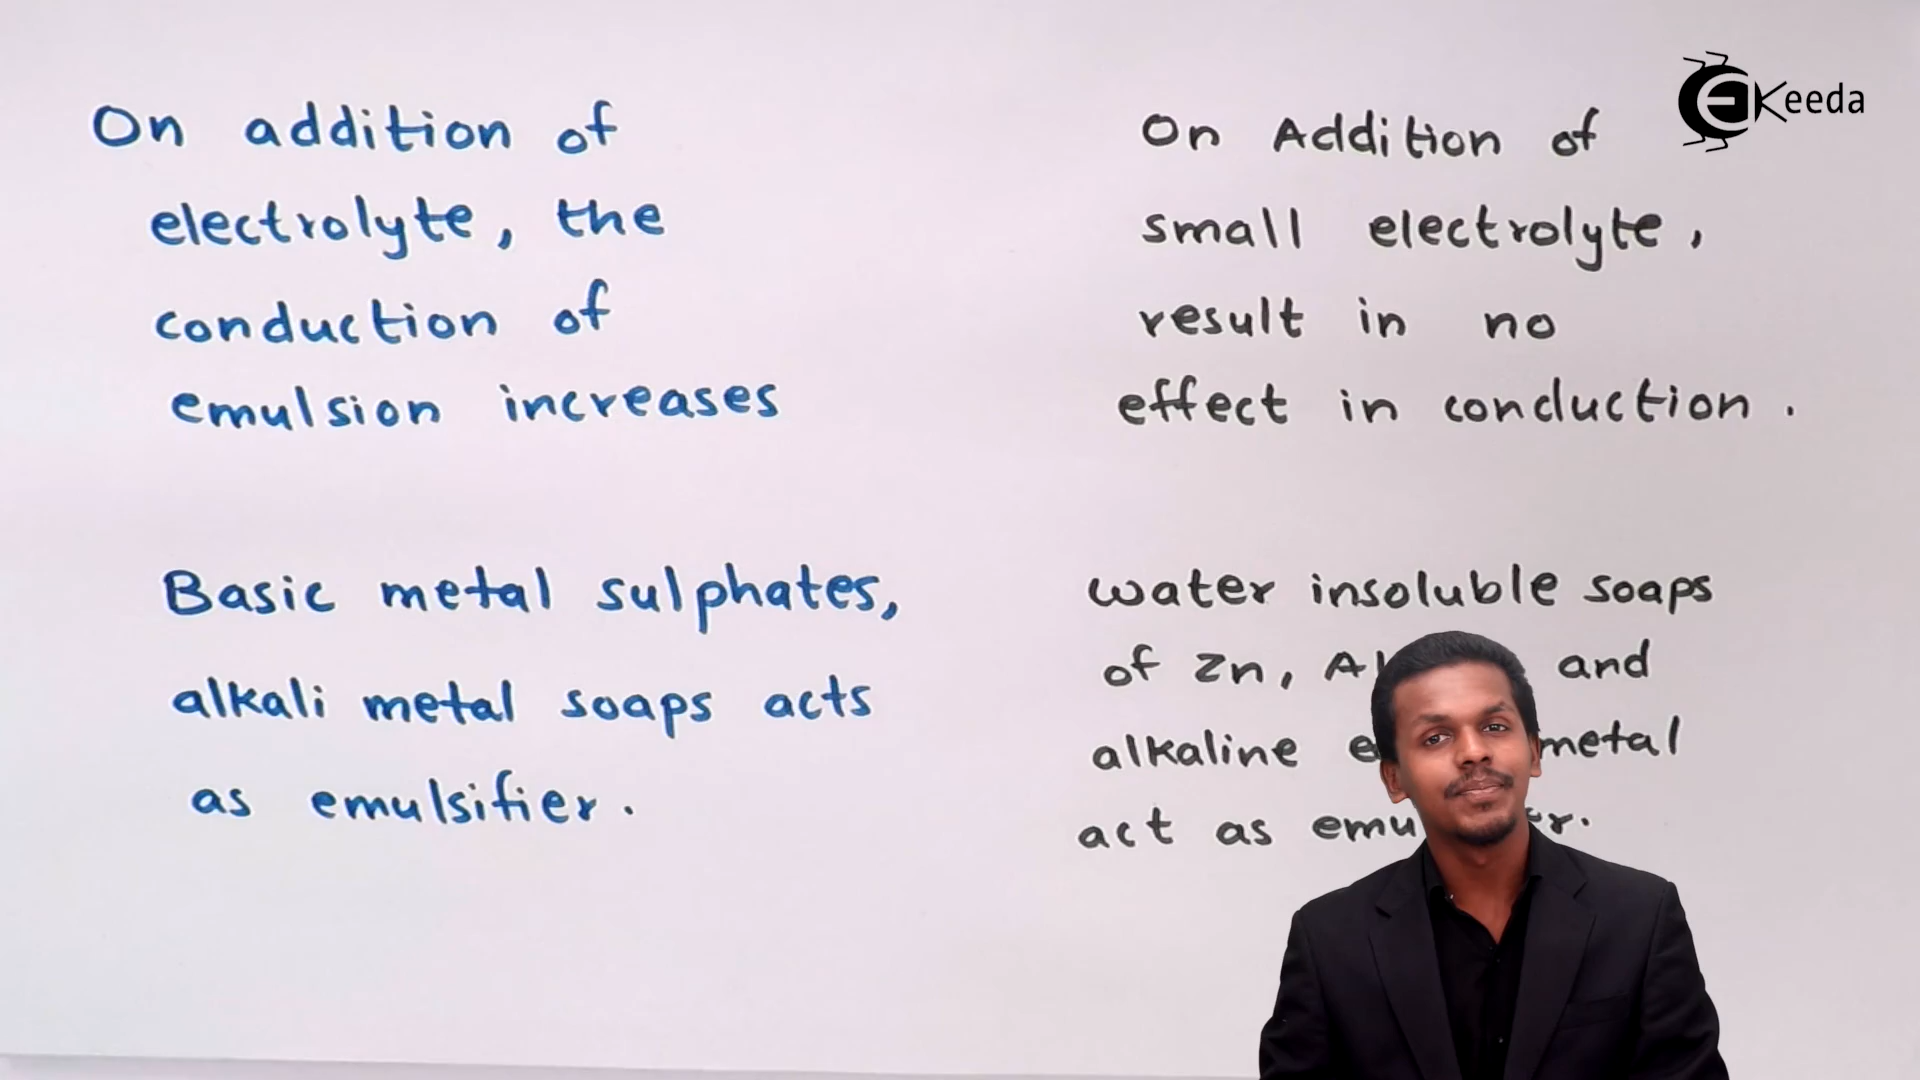 On addition of
electrolyte, the
conduction of
emulsion increases
Basic metal sulphates,
alkali metal soaps acts
as emulsifier.
Keeda
On Addition of
small electrolyte,
result in no
effect in conduction.
water insoluble soaps
of Zn, and
alkaline metal
act as